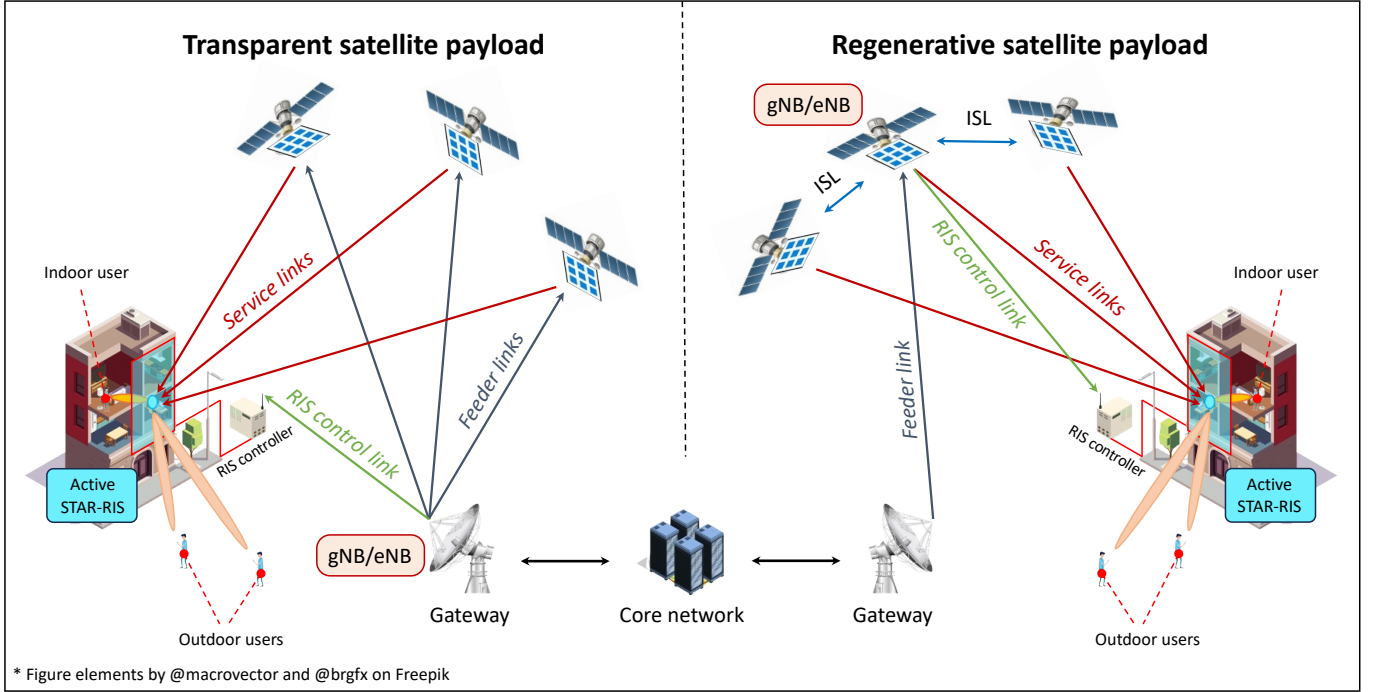 Transparent satellite payload
Indoor user
Service links
Feeder links
RIS control link
RIS controller
Active
STAR-RIS
gNB/eNB
Gateway
Outdoor users
Core network
Regenerative satellite payload
gNB/eNB
ISL
ISL
RIS control link
Service links
Feeder link
Indoor user
RIS controller
Active
STAR-RIS
Gateway
Outdoor users
* Figure elements by @macrovector and @brgfx on Freepik